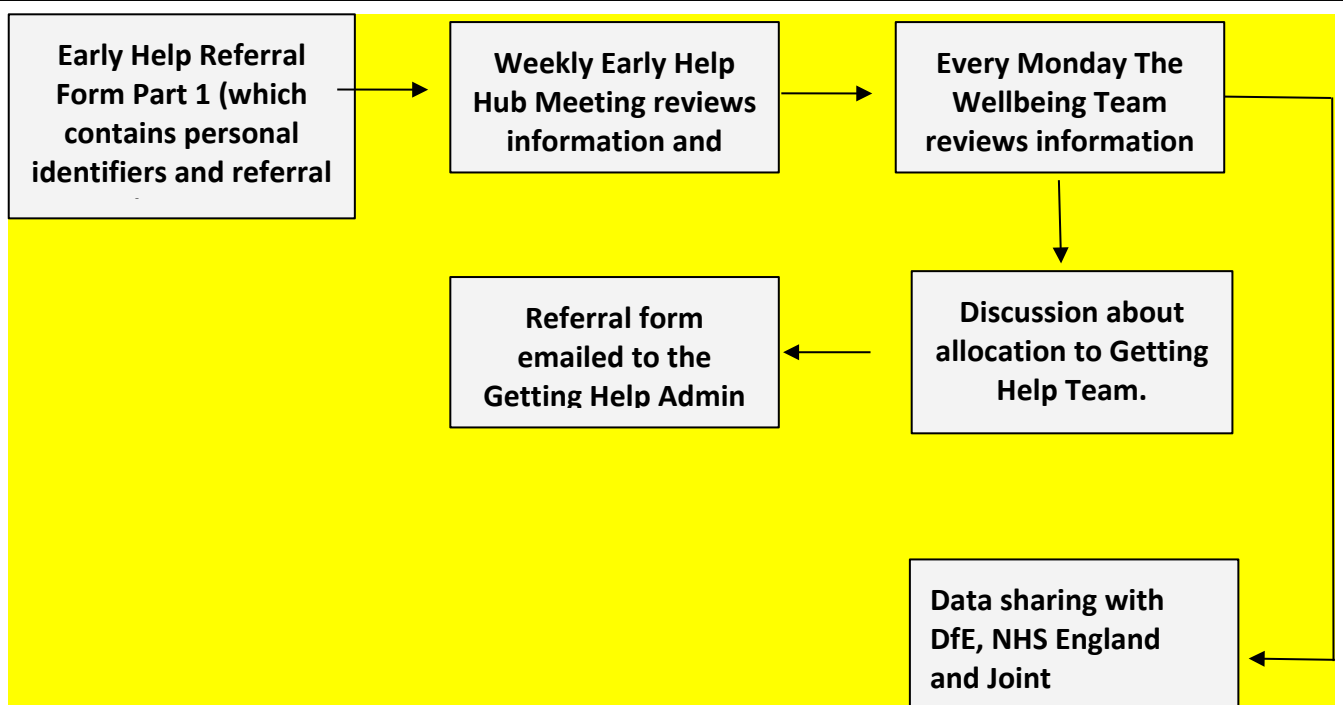 Early Help Referral
Form Part 1 (which
contains personal
identifiers and referral
Weekly Early Help
Hub Meeting reviews
information and
Every Monday The
Wellbeing Team
reviews information
Discussion about
allocation to Getting
Help Team.
Referral form
emailed to the
Getting Help Admin
Data sharing with
DfE, NHS England
and Joint